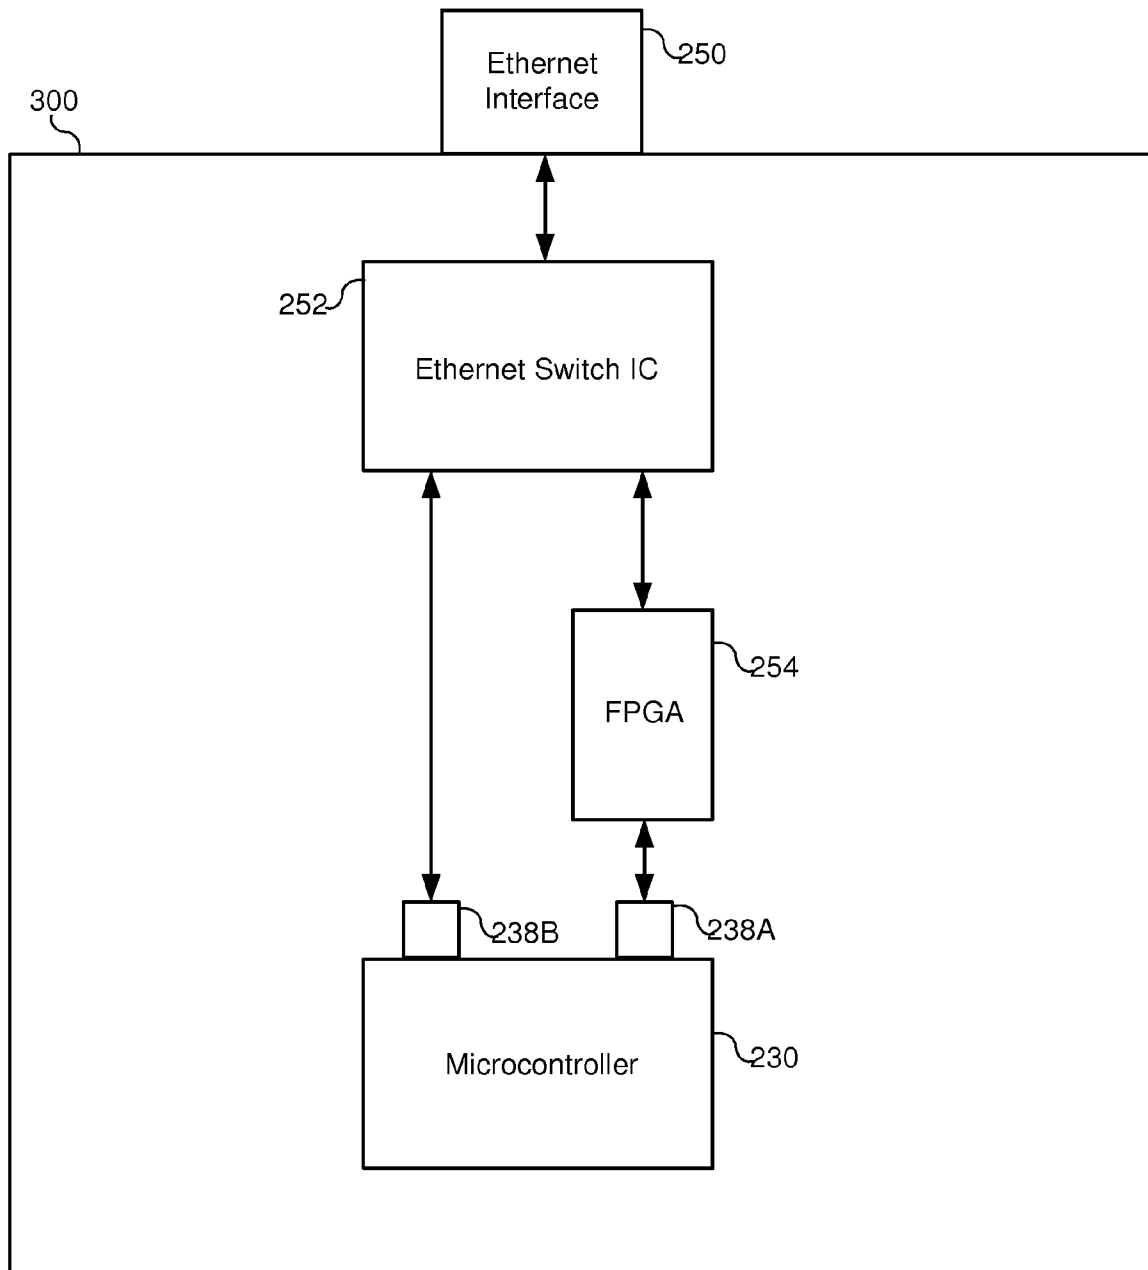 Ethernet
Interface
250
300
252
Ethernet Switch IC
254
FPGA
238B
238A
Microcontroller
230